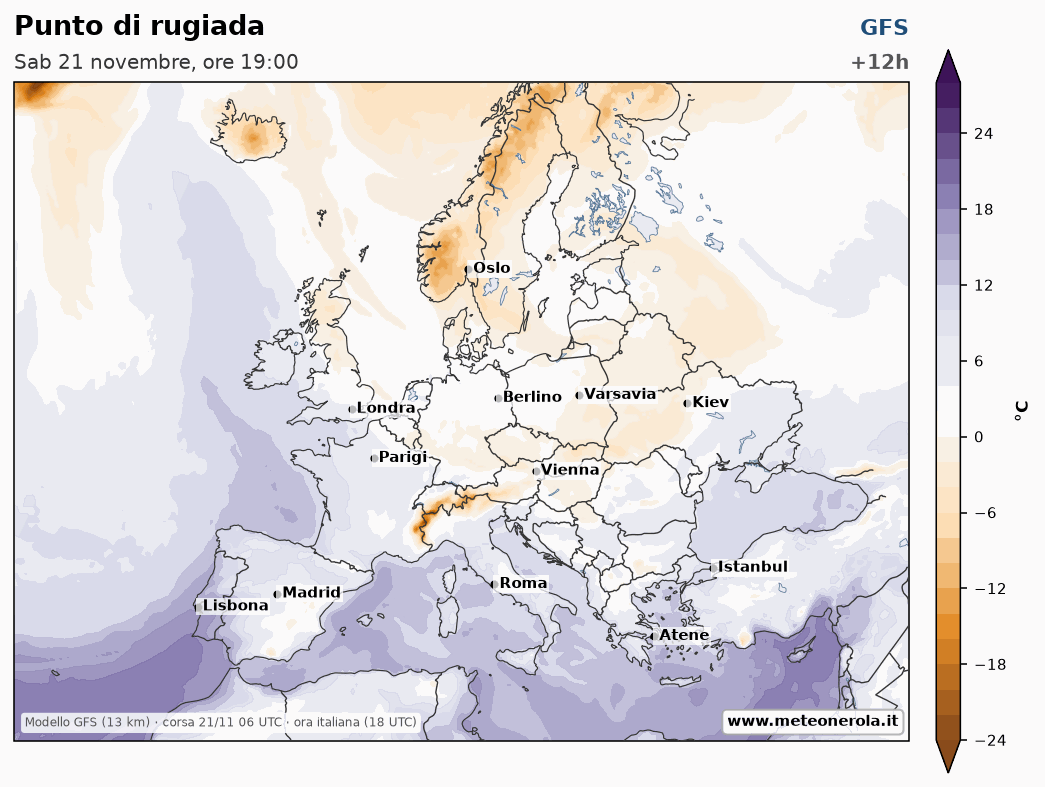 Punto di rugiada
GFS
Sab 21 novembre, ore 19:00
+12h
24
18
12
6
0
−6
−12
−18
−24
°C
Oslo
Berlino
Varsavia
Kiev
Londra
Parigi
Vienna
Istanbul
Roma
Madrid
Lisbona
Atene
Modello GFS (13 km) · corsa 21/11 06 UTC · ora italiana (18 UTC)
www.meteonerola.it